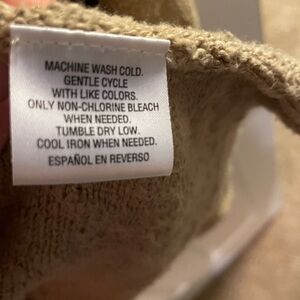 MACHINE WASH COLD.
GENTLE CYCLE
WITH LIKE COLORS.
ONLY NON-CHLORINE BLEACH
WHEN NEEDED.
TUMBLE DRY LOW.
COOL IRON WHEN NEEDED.
ESPAÑOL EN REVERSO